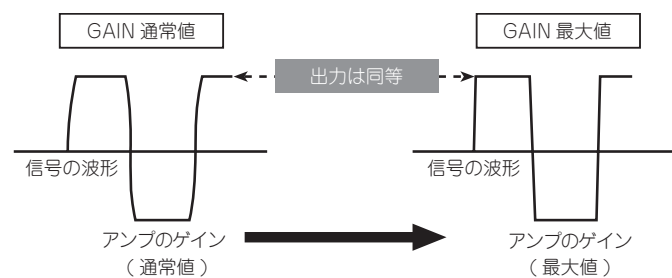 GAIN 通常値
GAIN 最大値
出力は同等
信号の波形
信号の波形
アンプのゲイン
( 通常値 )
アンプのゲイン
( 最大値 )